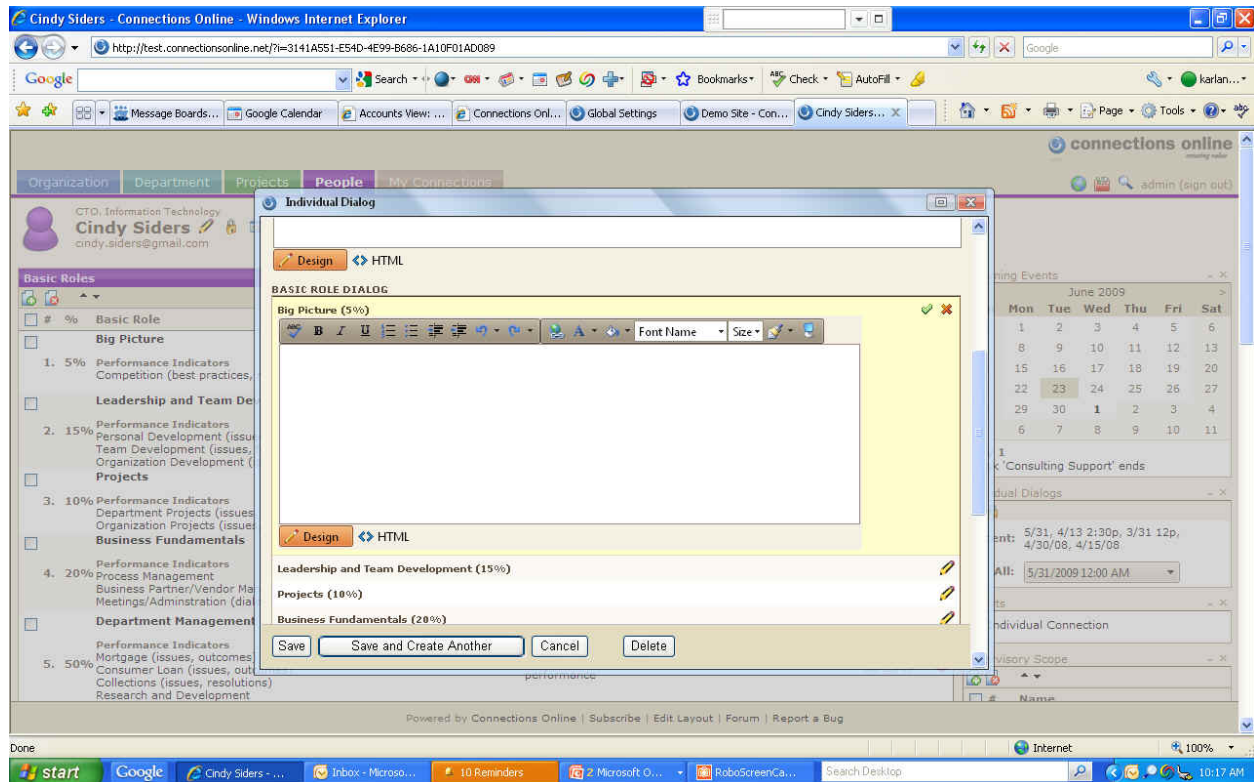 Cindy Siders - Connections Online - Windows Internet Explorer
http://test.connectionsonline.net/?i=3141A551-E54D-4E99-B686-1A10F01AD089
Google
Google Search Bookmarks Check AutoFill karlan...
Message Boards... Google Calendar Accounts View: ... Connections Onl... Global Settings Demo Site - Con... Cindy Siders... X Page Tools
connections online
Organization Department Projects People My Connections admin (sign out)
CTO, Information Technology
Cindy Siders
cindy.siders@gmail.com
Individual Dialog
Design HTML
BASIC ROLE DIALOG
Big Picture (5%)
ABC B I U A Font Name Size
Design HTML
Leadership and Team Development (15%)
Projects (10%)
Business Fundamentals (20%)
Save Save and Create Another Cancel Delete
Basic Roles
# % Basic Role
Big Picture
1. 5% Performance Indicators
Competition (best practices,
Leadership and Team De
2. 15% Performance Indicators
Personal Development (issu
Team Development (issues,
Organization Development (
Projects
3. 10% Performance Indicators
Department Projects (issues
Organization Projects (issue
Business Fundamentals
4. 20% Performance Indicators
Process Management
Business Partner/Vendor Ma
Meetings/Adminstration (dial
Department Management
5. 50% Performance Indicators
Mortgage (issues, outcomes
Consumer Loan (issues, out
Collections (issues, resolutions)
Research and Development
performance
ming Events
June 2009 >
Mon Tue Wed Thu Fri Sat
1 2 3 4 5 6
8 9 10 11 12 13
15 16 17 18 19 20
22 23 24 25 26 27
29 30 1 2 3 4
6 7 8 9 10 11
1
'Consulting Support' ends
dual Dialogs
ent: 5/31, 4/13 2:30p, 3/31 12p,
4/30/08, 4/15/08
All: 5/31/2009 12:00 AM
ts
ndividual Connection
visory Scope
# Name
Powered by Connections Online | Subscribe | Edit Layout | Forum | Report a Bug
Done Internet 100%
start Google Cindy Siders - ... Inbox - Microso... 10 Reminders 2 Microsoft O... RoboScreenCa... Search Desktop 10:17 AM